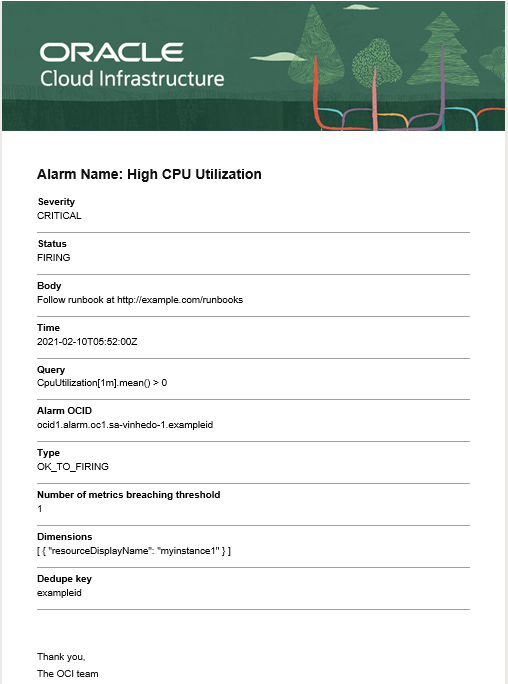 ORACLE
Cloud Infrastructure
Alarm Name: High CPU Utilization
Severity
CRITICAL
Status
FIRING
Body
Follow runbook at http://example.com/runbooks
Time
2021-02-10T05:52:00Z
Query
CpuUtilization[1m].mean() > 0
Alarm OCID
ocid1.alarm.oc1.sa-vinhedo-1.exampleid
Type
OK_TO_FIRING
Number of metrics breaching threshold
1
Dimensions
[ { "resourceDisplayName": "myinstance1" } ]
Dedupe key
exampleid
Thank you,
The OCI team